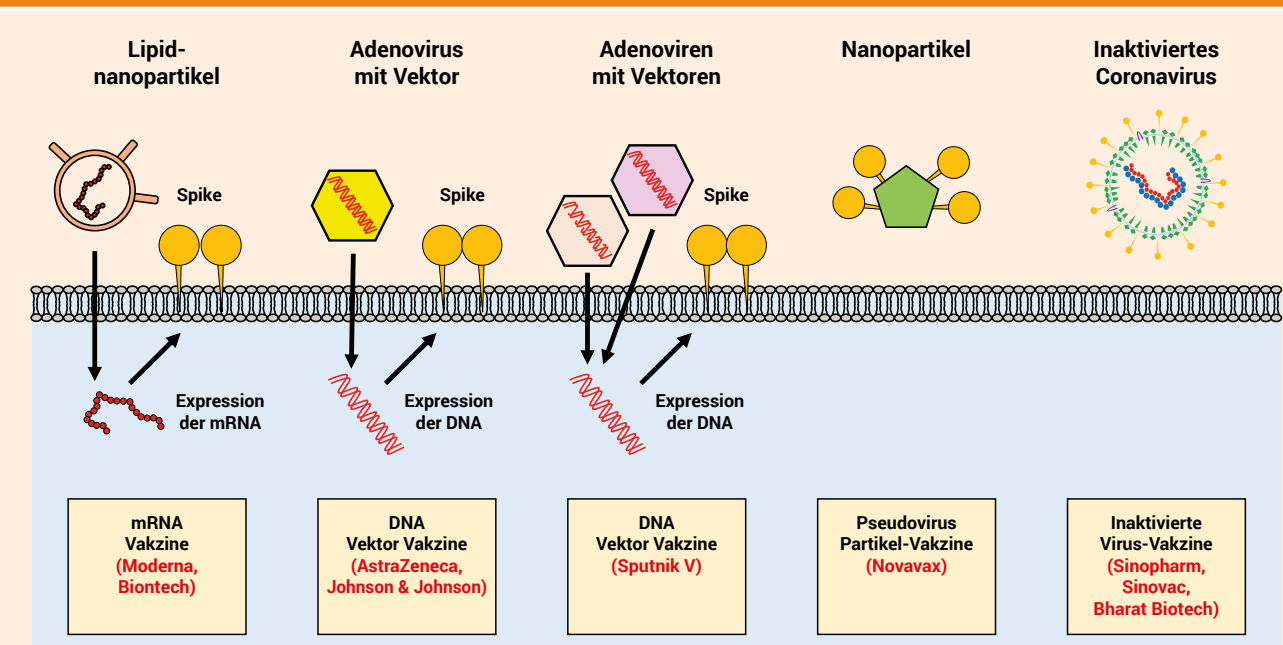 Lipid-
nanopartikel
Adenovirus
mit Vektor
Adenoviren
mit Vektoren
Nanopartikel
Inaktiviertes
Coronavirus
Spike
Spike
Spike
Expression
der mRNA
Expression
der DNA
Expression
der DNA
mRNA
Vakzine
(Moderna,
Biontech)
DNA
Vektor Vakzine
(AstraZeneca,
Johnson & Johnson)
DNA
Vektor Vakzine
(Sputnik V)
Pseudovirus
Partikel-Vakzine
(Novavax)
Inaktivierte
Virus-Vakzine
(Sinopharm,
Sinovac,
Bharat Biotech)